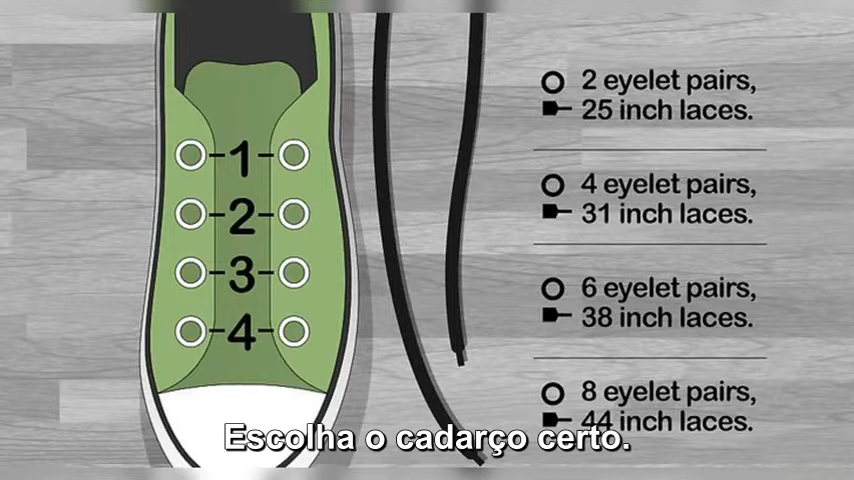 1
2
3
4
2 eyelet pairs,
25 inch laces.
4 eyelet pairs,
31 inch laces.
6 eyelet pairs,
38 inch laces.
8 eyelet pairs,
44 inch laces.
Escolha o cadarço certo.